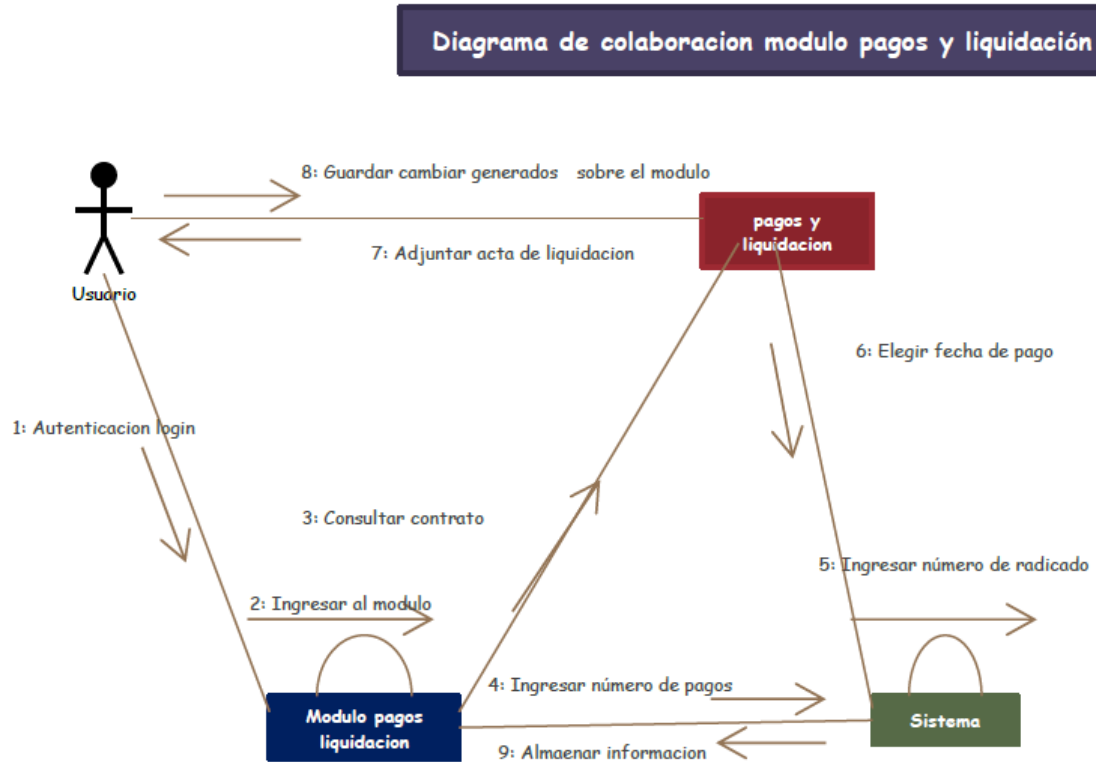 Diagrama de colaboracion modulo pagos y liquidación
8: Guardar cambiar generados sobre el modulo
pagos y
liquidacion
7: Adjuntar acta de liquidacion
Usuario
6: Elegir fecha de pago
1: Autenticacion login
3: Consultar contrato
5: Ingresar número de radicado
2: Ingresar al modulo
4: Ingresar número de pagos
Modulo pagos
liquidacion
Sistema
9: Almaenar informacion